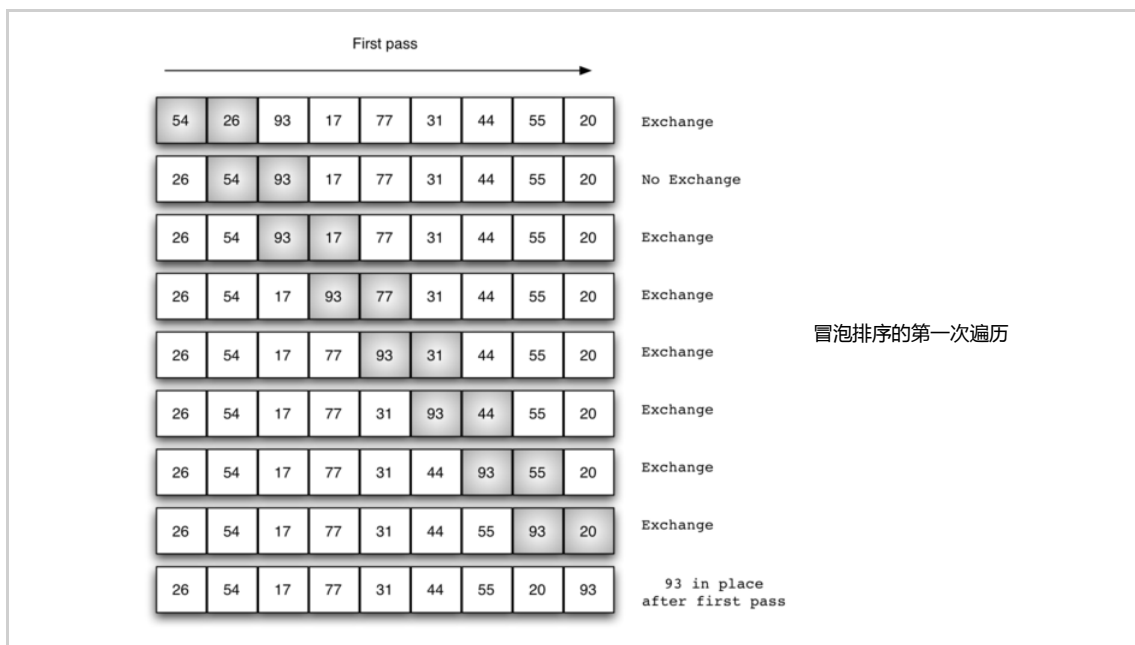 First pass
54 26 93 17 77 31 44 55 20 Exchange
26 54 93 17 77 31 44 55 20 No Exchange
26 54 93 17 77 31 44 55 20 Exchange
26 54 17 93 77 31 44 55 20 Exchange
26 54 17 77 93 31 44 55 20 Exchange
26 54 17 77 31 93 44 55 20 Exchange
26 54 17 77 31 44 93 55 20 Exchange
26 54 17 77 31 44 55 93 20 Exchange
26 54 17 77 31 44 55 20 93
93 in place
after first pass
冒泡排序的第一次遍历